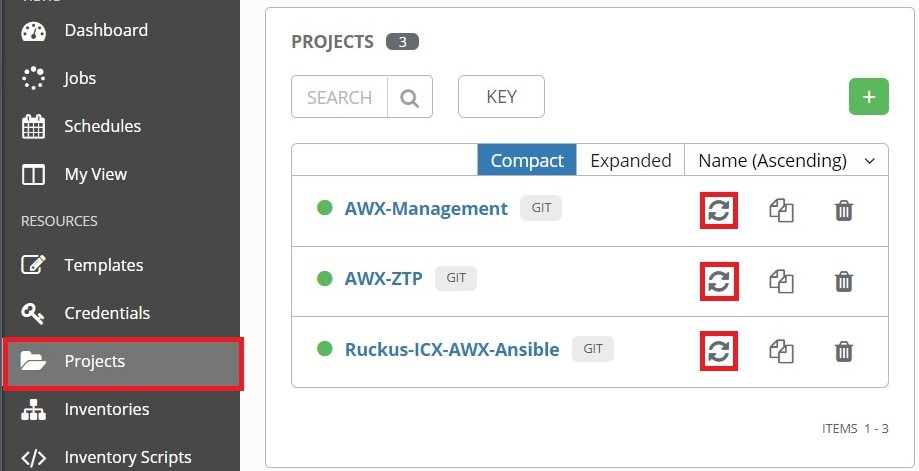 Dashboard
Jobs
Schedules
My View
RESOURCES
Templates
Credentials
Projects
Inventories
Inventory Scripts
PROJECTS 3
SEARCH KEY +
Compact Expanded Name (Ascending)
AWX-Management GIT
AWX-ZTP GIT
Ruckus-ICX-AWX-Ansible GIT
ITEMS 1 - 3